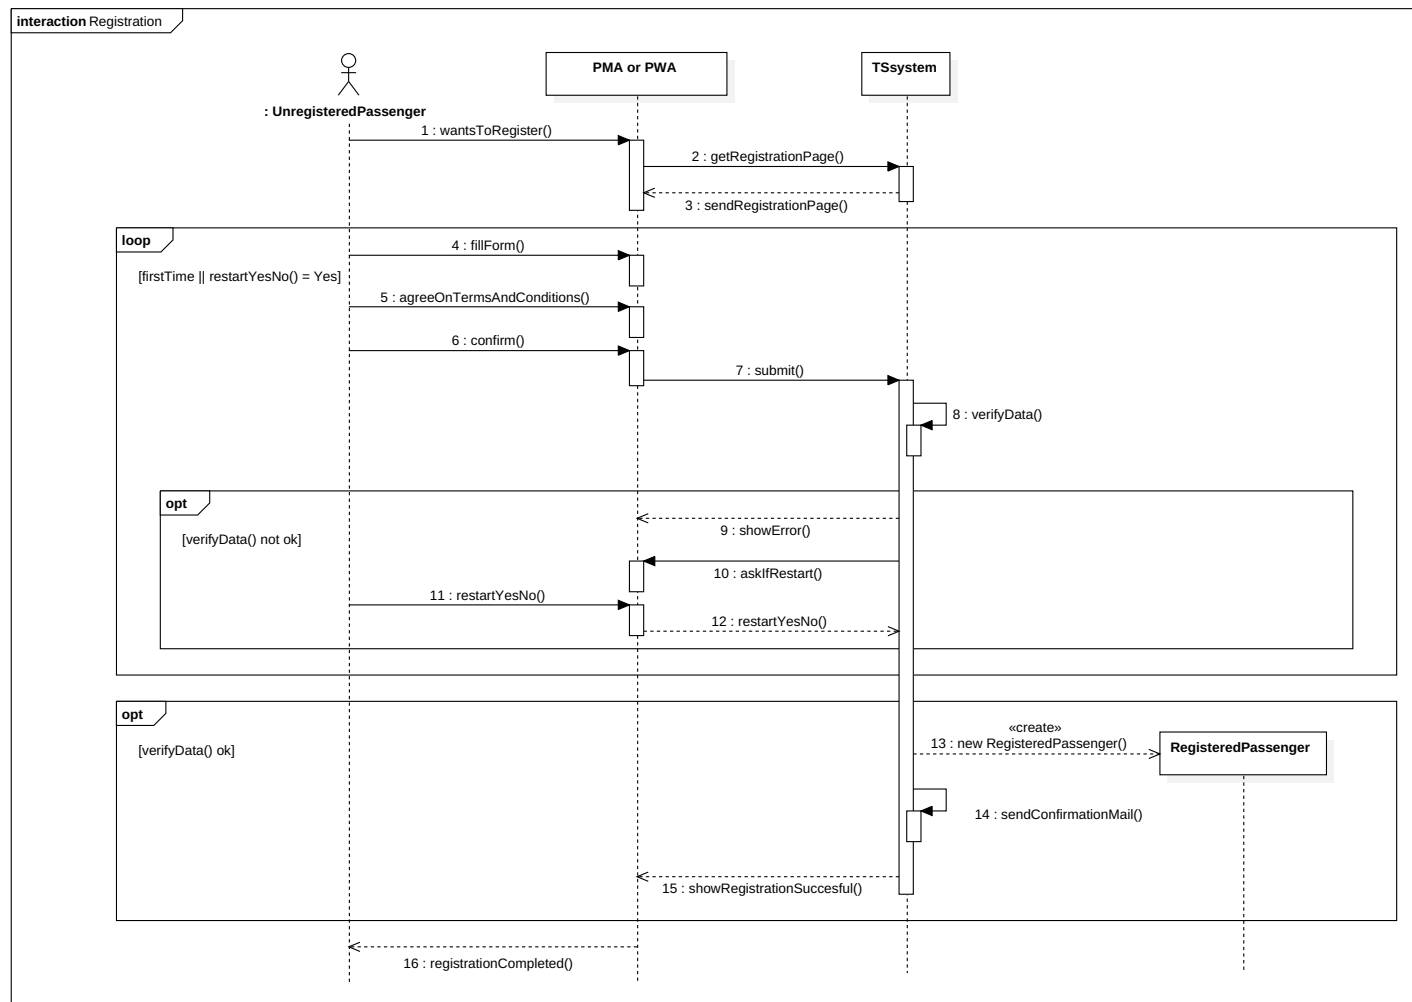 interaction Registration
PMA or PWA
TSsystem
: UnregisteredPassenger
1 : wantsToRegister()
2 : getRegistrationPage()
3 : sendRegistrationPage()
loop
4 : fillForm()
[firstTime || restartYesNo() = Yes]
5 : agreeOnTermsAndConditions()
6 : confirm()
7 : submit()
8 : verifyData()
opt
9 : showError()
[verifyData() not ok]
10 : askIfRestart()
11 : restartYesNo()
12 : restartYesNo()
opt
«create»
13 : new RegisteredPassenger()
RegisteredPassenger
[verifyData() ok]
14 : sendConfirmationMail()
15 : showRegistrationSuccesful()
16 : registrationCompleted()